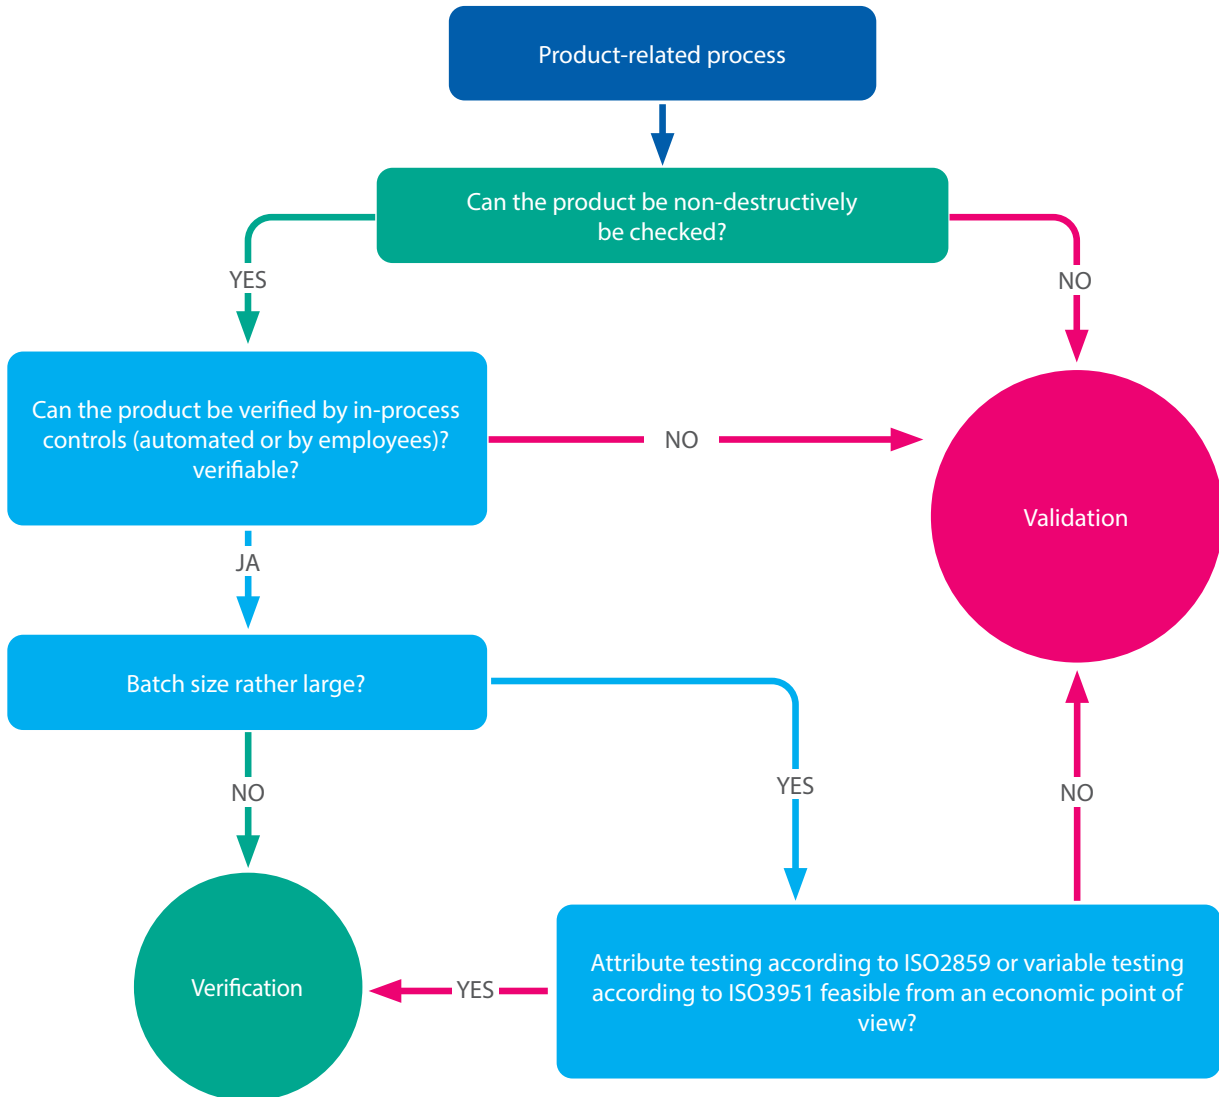 Product-related process
Can the product be non-destructively
be checked?
YES
NO
Can the product be verified by in-process
controls (automated or by employees)?
verifiable?
NO
Validation
JA
Batch size rather large?
NO
YES
NO
Verification
YES
Attribute testing according to ISO2859 or variable testing
according to ISO3951 feasible from an economic point of
view?